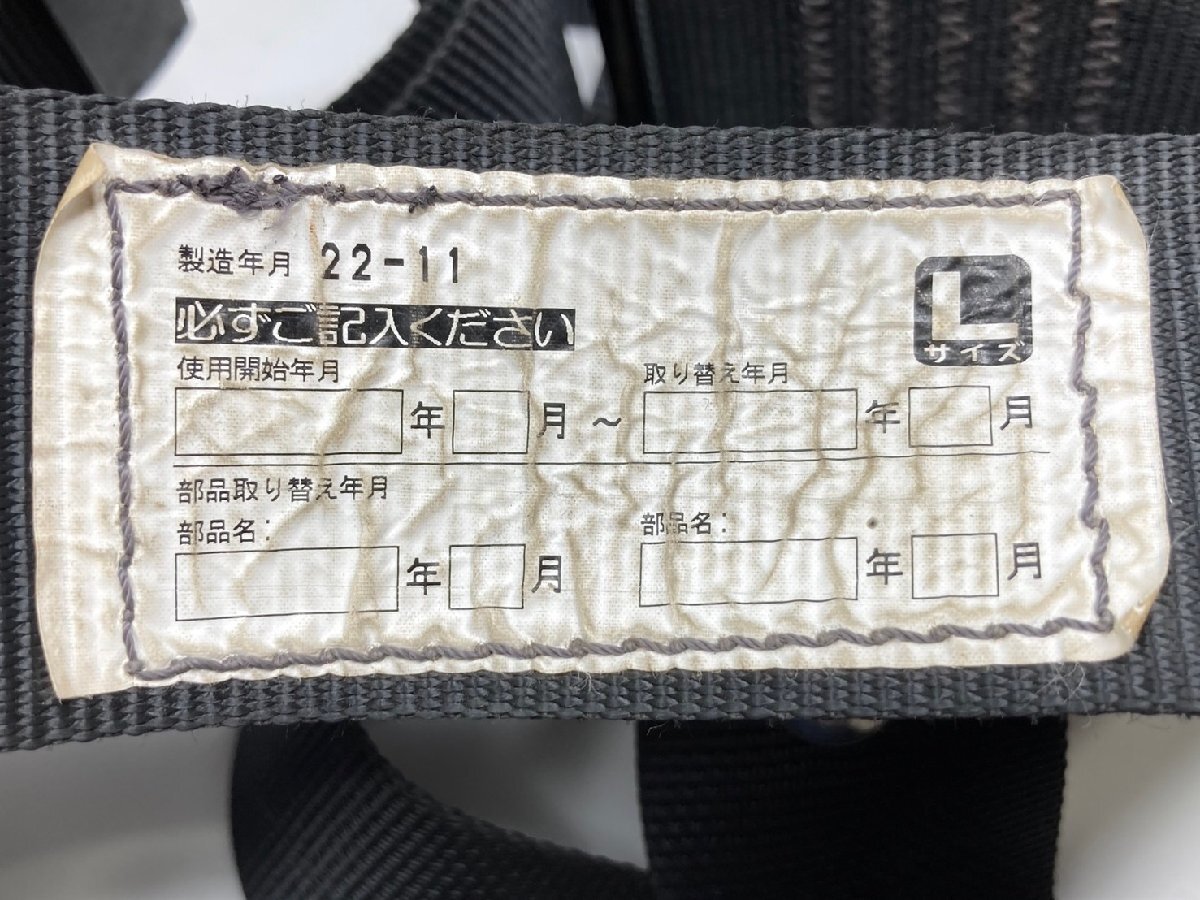 製造年月 22-11
L
サイズ
必ずご記入ください
使用開始年月 取り替え年月
年 月 ~ 年 月
部品取り替え年月
部品名: 部品名:
年 月 年 月